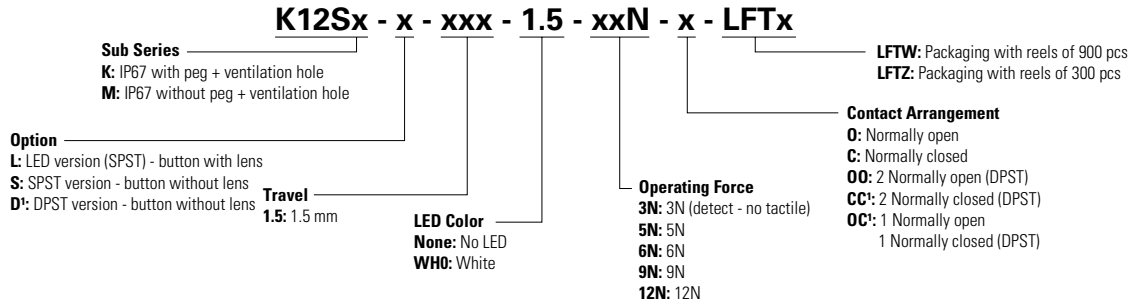 K12Sx - x - xxx - 1.5 - xxN - x - LFTx
Sub Series
K: IP67 with peg + ventilation hole
M: IP67 without peg + ventilation hole
Option
L: LED version (SPST) - button with lens
S: SPST version - button without lens
D¹: DPST version - button without lens
Travel
1.5: 1.5 mm
LED Color
None: No LED
WH0: White
Operating Force
3N: 3N (detect - no tactile)
5N: 5N
6N: 6N
9N: 9N
12N: 12N
Contact Arrangement
O: Normally open
C: Normally closed
OO: 2 Normally open (DPST)
CC¹: 2 Normally closed (DPST)
OC¹: 1 Normally open
1 Normally closed (DPST)
LFTW: Packaging with reels of 900 pcs
LFTZ: Packaging with reels of 300 pcs